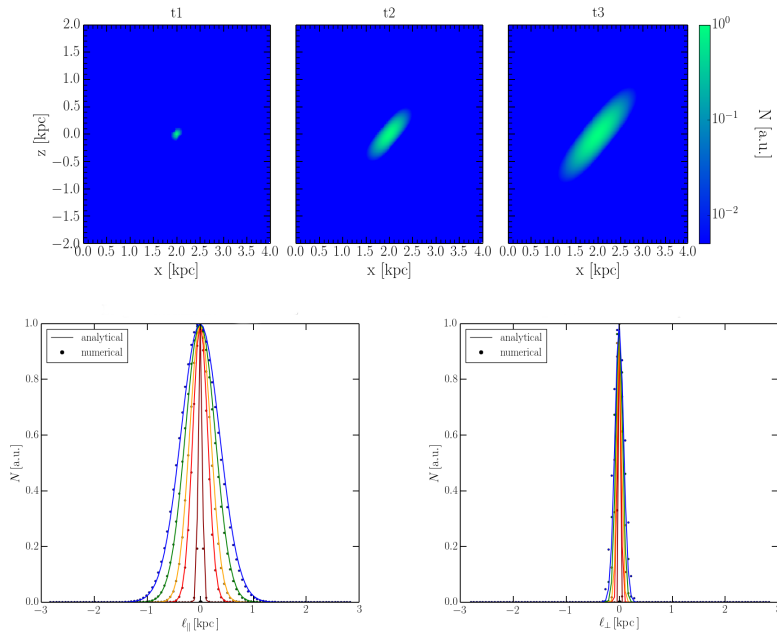 t1 t2 t3
2.0 1.5 1.0 0.5 0.0 −0.5 −1.0 −1.5 −2.0
z [kpc]
0.0 0.5 1.0 1.5 2.0 2.5 3.0 3.5 4.0
0.0 0.5 1.0 1.5 2.0 2.5 3.0 3.5 4.0
0.0 0.5 1.0 1.5 2.0 2.5 3.0 3.5 4.0
x [kpc] x [kpc] x [kpc]
10⁰
10⁻¹
10⁻²
N [a.u.]
1.0 0.8 0.6 0.4 0.2 0.0
N [a.u.]
analytical
numerical
−3 −2 −1 0 1 2 3
ℓ∥ [kpc]
1.0 0.8 0.6 0.4 0.2 0.0
N [a.u.]
analytical
numerical
−3 −2 −1 0 1 2 3
ℓ⊥ [kpc]